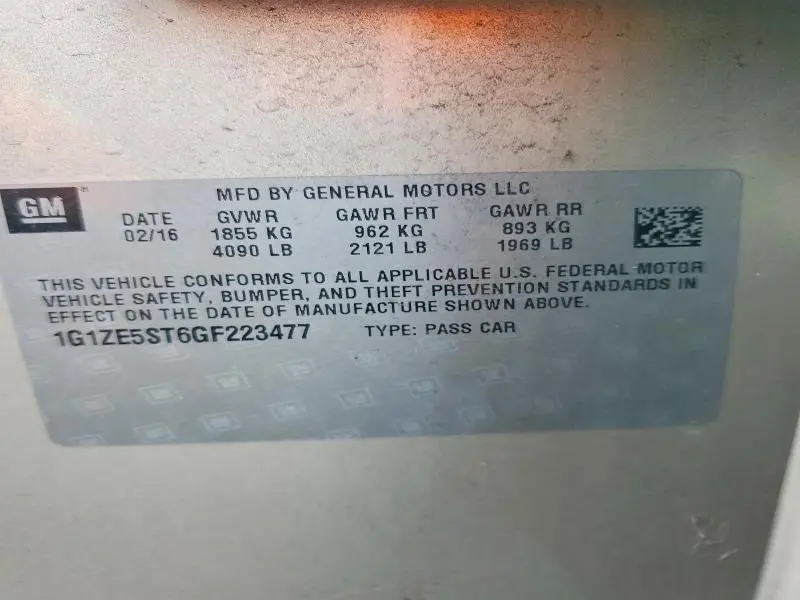 GM® MFD BY GENERAL MOTORS LLC
DATE GVWR GAWR FRT GAWR RR
02/16 1855 KG 962 KG 893 KG
4090 LB 2121 LB 1969 LB
THIS VEHICLE CONFORMS TO ALL APPLICABLE U.S. FEDERAL MOTOR
VEHICLE SAFETY, BUMPER, AND THEFT PREVENTION STANDARDS IN
EFFECT ON THE DATE OF MANUFACTURE SHOWN ABOVE.
1G1ZE5ST6GF223477 TYPE: PASS CAR